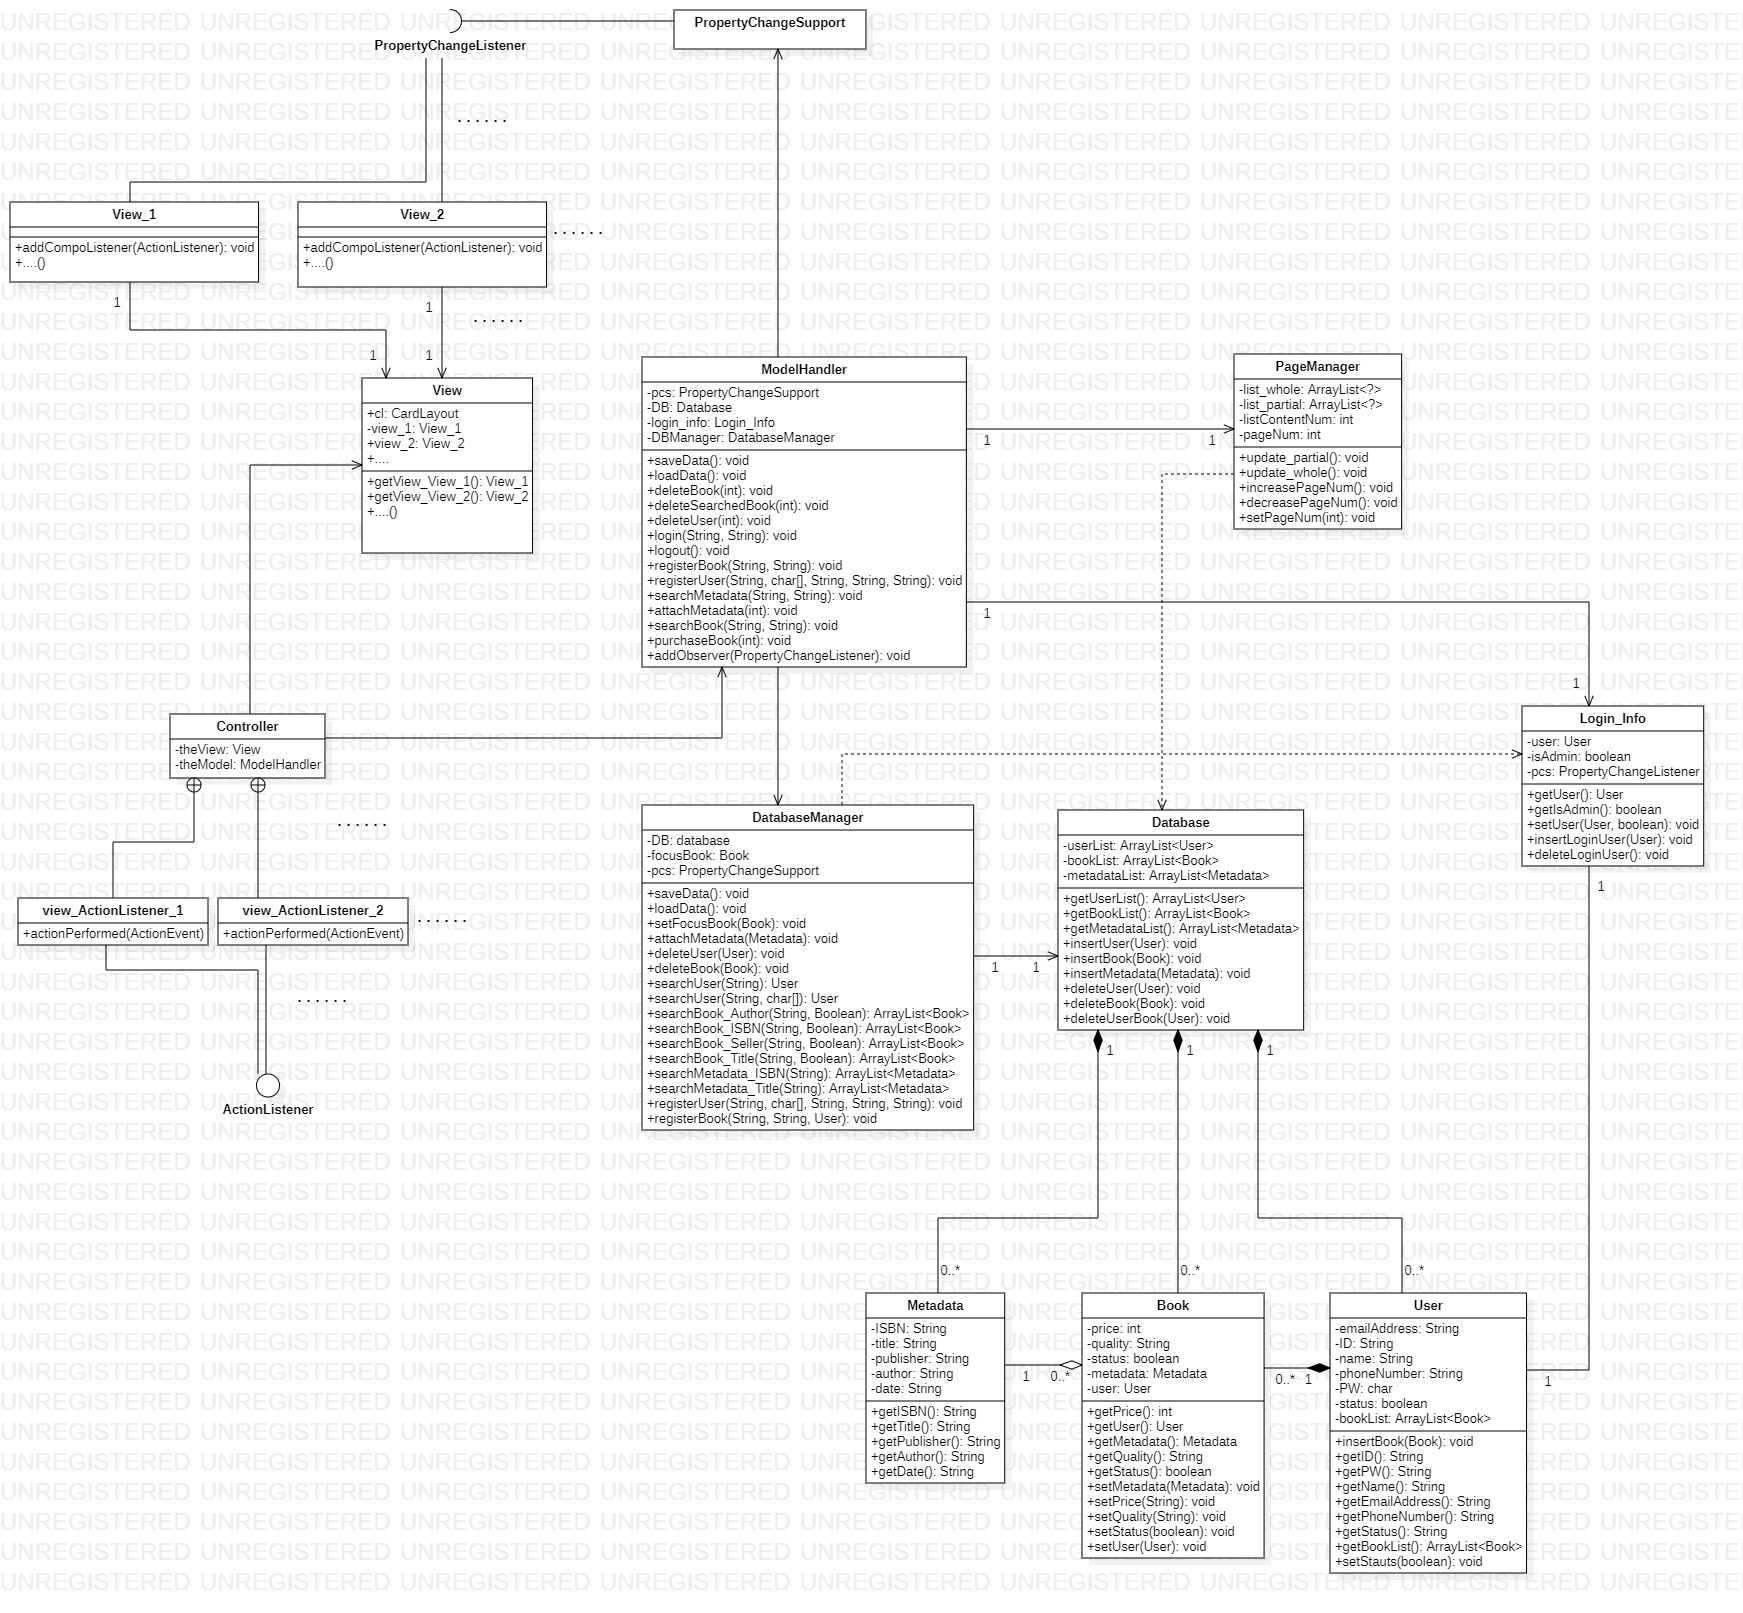 PropertyChangeSupport
PropertyChangeListener
......
View_1
+addCompoListener(ActionListener): void
+....()
View_2
+addCompoListener(ActionListener): void
+....()
......
1
1
......
1
1
View
+cl: CardLayout
-view_1: View_1
+view_2: View_2
+....
+getView_View_1(): View_1
+getView_View_2(): View_2
+....()
ModelHandler
-pcs: PropertyChangeSupport
-DB: Database
-login_info: Login_Info
-DBManager: DatabaseManager
+saveData(): void
+loadData(): void
+deleteBook(int): void
+deleteSearchedBook(int): void
+deleteUser(int): void
+login(String, String): void
+logout(): void
+registerBook(String, String): void
+registerUser(String, char[], String, String, String): void
+searchMetadata(String, String): void
+attachMetadata(int): void
+searchBook(String, String): void
+purchaseBook(int): void
+addObserver(PropertyChangeListener): void
1
1
PageManager
-list_whole: ArrayList<?>
-list_partial: ArrayList<?>
-listContentNum: int
-pageNum: int
+update_partial(): void
+update_whole(): void
+increasePageNum(): void
+decreasePageNum(): void
+setPageNum(int): void
1
1
Controller
-theView: View
-theModel: ModelHandler
......
Login_Info
-user: User
-isAdmin: boolean
-pcs: PropertyChangeListener
+getUser(): User
+getIsAdmin(): boolean
+setUser(User, boolean): void
+insertLoginUser(User): void
+deleteLoginUser(): void
1
view_ActionListener_1
+actionPerformed(ActionEvent)
view_ActionListener_2
+actionPerformed(ActionEvent)
......
......
ActionListener
DatabaseManager
-DB: database
-focusBook: Book
-pcs: PropertyChangeSupport
+saveData(): void
+loadData(): void
+setFocusBook(Book): void
+attachMetadata(Metadata): void
+deleteUser(User): void
+deleteBook(Book): void
+searchUser(String): User
+searchUser(String, char[]): User
+searchBook_Author(String, Boolean): ArrayList<Book>
+searchBook_ISBN(String, Boolean): ArrayList<Book>
+searchBook_Seller(String, Boolean): ArrayList<Book>
+searchBook_Title(String, Boolean): ArrayList<Book>
+searchMetadata_ISBN(String): ArrayList<Metadata>
+searchMetadata_Title(String): ArrayList<Metadata>
+registerUser(String, char[], String, String, String): void
+registerBook(String, String, User): void
1
1
Database
-userList: ArrayList<User>
-bookList: ArrayList<Book>
-metadataList: ArrayList<Metadata>
+getUserList(): ArrayList<User>
+getBookList(): ArrayList<Book>
+getMetadataList(): ArrayList<Metadata>
+insertUser(User): void
+insertBook(Book): void
+insertMetadata(Metadata): void
+deleteUser(User): void
+deleteBook(Book): void
+deleteUserBook(User): void
1
1
1
0..*
0..*
0..*
Metadata
-ISBN: String
-title: String
-publisher: String
-author: String
-date: String
+getISBN(): String
+getTitle(): String
+getPublisher(): String
+getAuthor(): String
+getDate(): String
1
0..*
Book
-price: int
-quality: String
-status: boolean
-metadata: Metadata
-user: User
+getPrice(): int
+getUser(): User
+getMetadata(): Metadata
+getQuality(): String
+getStatus(): boolean
+setMetadata(Metadata): void
+setPrice(String): void
+setQuality(String): void
+setStatus(boolean): void
+setUser(User): void
0..*
1
User
-emailAddress: String
-ID: String
-name: String
-phoneNumber: String
-PW: char
-status: boolean
-bookList: ArrayList<Book>
+insertBook(Book): void
+getID(): String
+getPW(): String
+getName(): String
+getEmailAddress(): String
+getPhoneNumber(): String
+getStatus(): String
+getBookList(): ArrayList<Book>
+setStauts(boolean): void
1